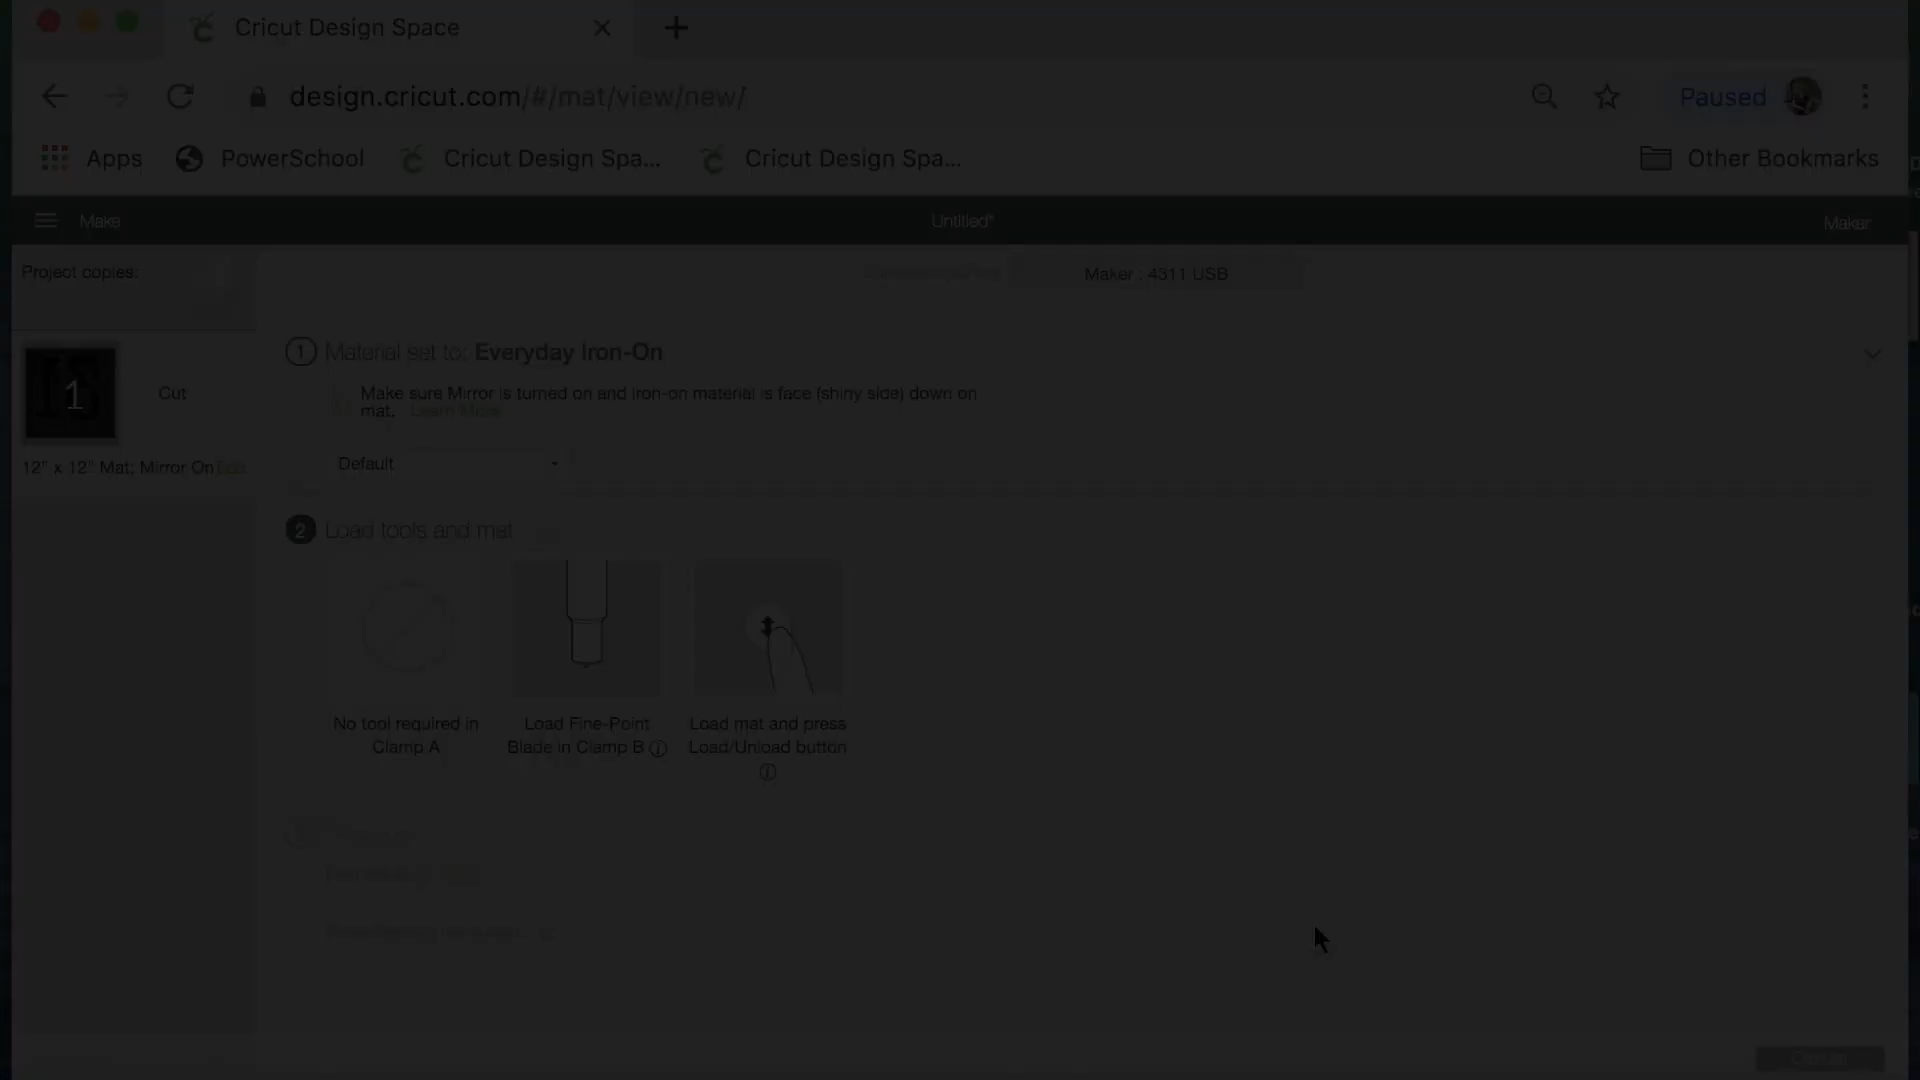 Cricut Design Space
design.cricut.com/#/mat/view/new/
Paused
Apps
PowerSchool
Cricut Design Spa...
Cricut Design Spa...
Other Bookmarks
Make
Untitled*
Maker
Project copies:
Maker : 4311 USB
1 Material set to: Everyday Iron-On
Make sure Mirror is turned on and iron-on material is face (shiny side) down on
mat. Learn More
1
Cut
12" x 12" Mat; Mirror On Edit
Default
2 Load tools and mat
No tool required in
Clamp A
Load Fine-Point
Blade in Clamp B
Load mat and press
Load/Unload button